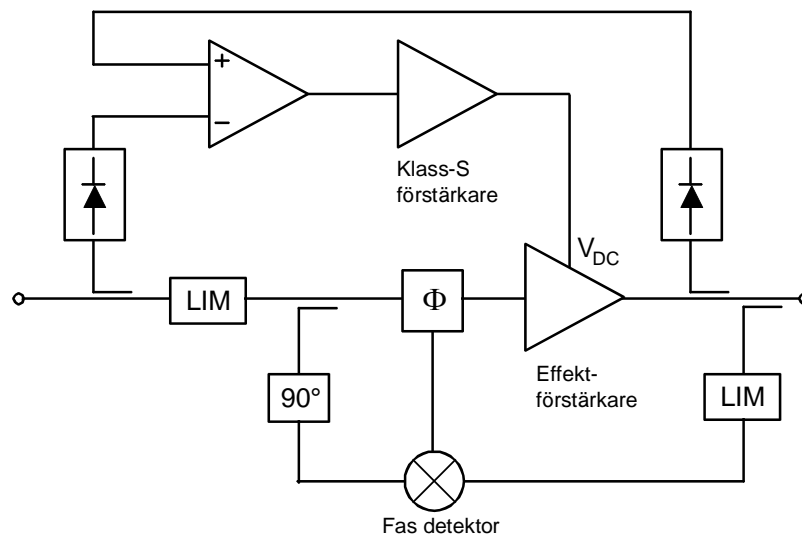 +
−
Klass-S
förstärkare
V_DC
LIM
Φ
90°
Effekt-
förstärkare
LIM
Fas detektor